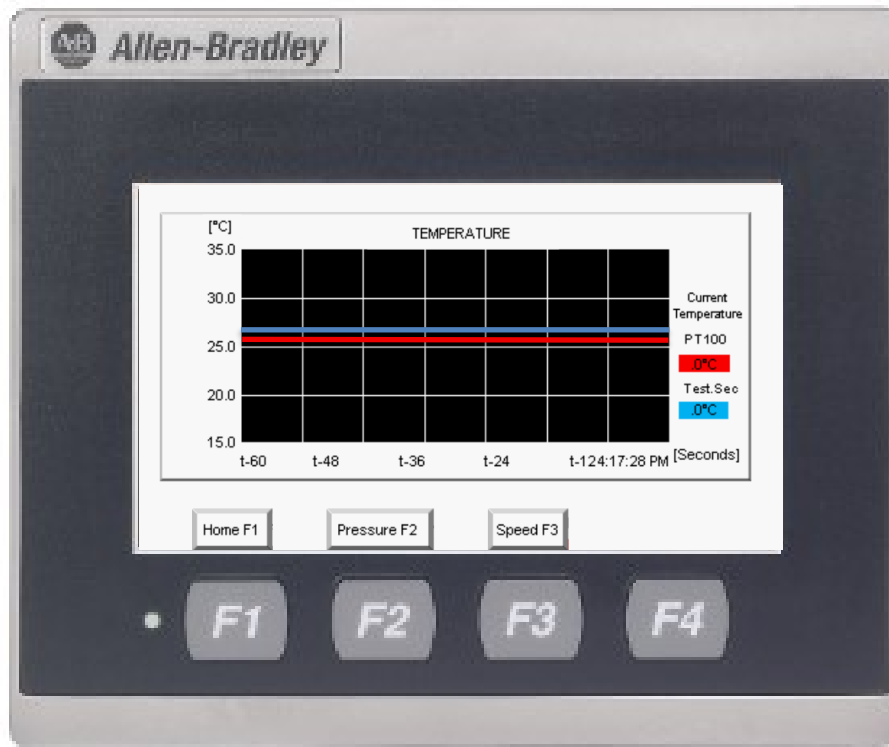 Allen-Bradley
[°C]
TEMPERATURE
35.0
30.0
25.0
20.0
15.0
t-60 t-48 t-36 t-24 t-124:17:28 PM [Seconds]
Current
Temperature
PT100
.0°C
Test.Sec
.0°C
Home F1 Pressure F2 Speed F3
F1 F2 F3 F4